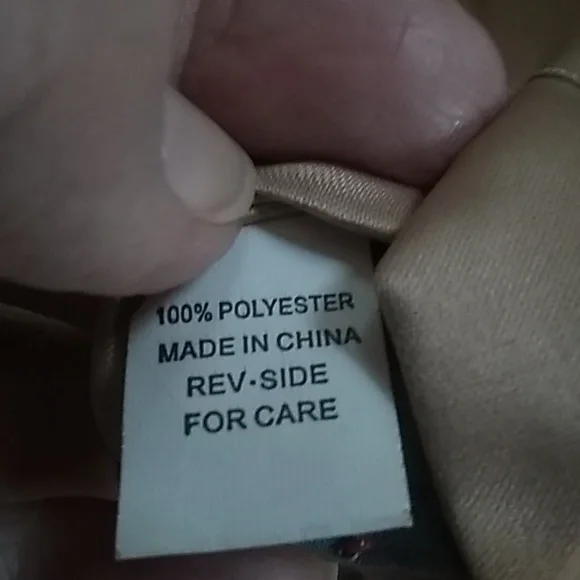 100% POLYESTER
MADE IN CHINA
REV·SIDE
FOR CARE